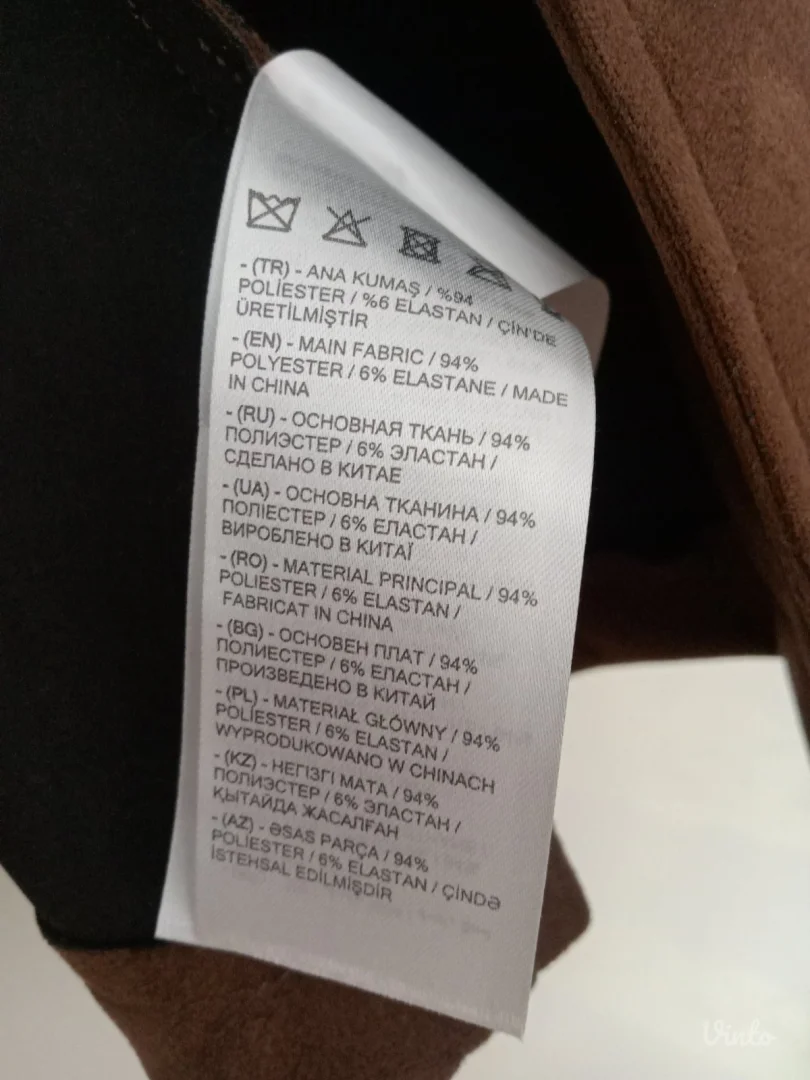 - (TR) - ANA KUMAŞ / %94
POLİESTER / %6 ELASTAN / ÇİN'DE
ÜRETİLMİŞTİR
- (EN) - MAIN FABRIC / 94%
POLYESTER / 6% ELASTANE / MADE
IN CHINA
- (RU) - ОСНОВНАЯ ТКАНЬ / 94%
ПОЛИЭСТЕР / 6% ЭЛАСТАН /
СДЕЛАНО В КИТАЕ
- (UA) - ОСНОВНА ТКАНИНА / 94%
ПОЛІЕСТЕР / 6% ЕЛАСТАН /
ВИРОБЛЕНО В КИТАЇ
- (RO) - MATERIAL PRINCIPAL / 94%
POLIESTER / 6% ELASTAN /
FABRICAT IN CHINA
- (BG) - ОСНОВЕН ПЛАТ / 94%
ПОЛИЕСТЕР / 6% ЕЛАСТАН /
ПРОИЗВЕДЕНО В КИТАЙ
- (PL) - MATERIAŁ GŁÓWNY / 94%
POLIESTER / 6% ELASTAN /
WYPRODUKOWANO W CHINACH
- (KZ) - НЕГІЗГІ МАТА / 94%
ПОЛИЭСТЕР / 6% ЭЛАСТАН /
ҚЫТАЙДА ЖАСАЛҒАН
- (AZ) - ƏSAS PARÇA / 94%
POLİESTER / 6% ELASTAN / ÇİNDƏ
İSTEHSAL EDİLMİŞDİR